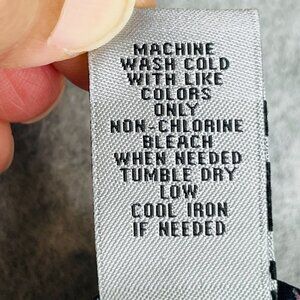 MACHINE
WASH COLD
WITH LIKE
COLORS
ONLY
NON-CHLORINE
BLEACH
WHEN NEEDED
TUMBLE DRY
LOW
COOL IRON
IF NEEDED